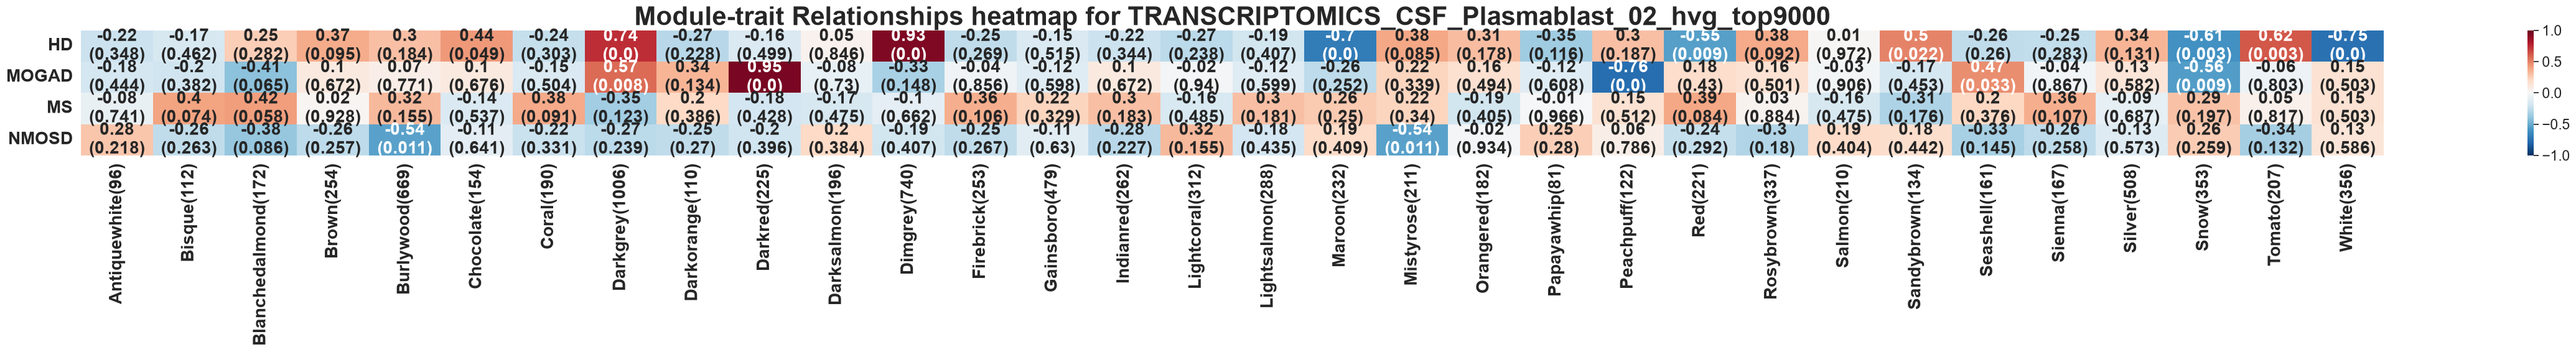 Module-trait Relationships heatmap for TRANSCRIPTOMICS_CSF_Plasmablast_02_hvg_top9000
HD
-0.22 -0.17 0.25 0.37 0.3 0.44 -0.24 0.74 -0.27 -0.16 0.05 0.93 -0.25 -0.15 -0.22 -0.27 -0.19 -0.7 0.38 0.31 -0.35 0.3 -0.55 0.38 0.01 0.5 -0.26 -0.25 0.34 -0.61 0.62 -0.75
(0.348) (0.462) (0.282) (0.095) (0.184) (0.049) (0.303) (0.0) (0.228) (0.499) (0.846) (0.0) (0.269) (0.515) (0.344) (0.238) (0.407) (0.0) (0.085) (0.178) (0.116) (0.187) (0.009) (0.092) (0.972) (0.022) (0.26) (0.283) (0.131) (0.003) (0.003) (0.0)
MOGAD
-0.18 -0.2 -0.41 0.1 0.07 0.1 -0.15 0.57 0.34 0.95 -0.08 -0.33 -0.04 -0.12 0.1 -0.02 -0.12 -0.26 0.22 0.16 -0.12 -0.76 0.18 0.16 -0.03 -0.17 0.47 -0.04 0.13 -0.56 -0.06 0.15
(0.444) (0.382) (0.065) (0.672) (0.771) (0.676) (0.504) (0.008) (0.134) (0.0) (0.73) (0.148) (0.856) (0.598) (0.672) (0.94) (0.599) (0.252) (0.339) (0.494) (0.608) (0.0) (0.43) (0.501) (0.906) (0.453) (0.033) (0.867) (0.582) (0.009) (0.803) (0.503)
MS
-0.08 0.4 0.42 0.02 0.32 -0.14 0.38 -0.35 0.2 -0.18 -0.17 -0.1 0.36 0.22 0.3 -0.16 0.3 0.26 0.22 -0.19 -0.01 0.15 0.39 0.03 -0.16 -0.31 0.2 0.36 -0.09 0.29 0.05 0.15
(0.741) (0.074) (0.058) (0.928) (0.155) (0.537) (0.091) (0.123) (0.386) (0.428) (0.475) (0.662) (0.106) (0.329) (0.183) (0.485) (0.181) (0.25) (0.34) (0.405) (0.966) (0.512) (0.084) (0.884) (0.475) (0.176) (0.376) (0.107) (0.687) (0.197) (0.817) (0.503)
NMOSD
0.28 -0.26 -0.38 -0.26 -0.54 -0.11 -0.22 -0.27 -0.25 -0.2 0.2 -0.19 -0.25 -0.11 -0.28 0.32 -0.18 0.19 -0.54 -0.02 0.25 0.06 -0.24 -0.3 0.19 0.18 -0.33 -0.26 -0.13 0.26 -0.34 0.13
(0.218) (0.263) (0.086) (0.257) (0.011) (0.641) (0.331) (0.239) (0.27) (0.396) (0.384) (0.407) (0.267) (0.63) (0.227) (0.155) (0.435) (0.409) (0.011) (0.934) (0.28) (0.786) (0.292) (0.18) (0.404) (0.442) (0.145) (0.258) (0.573) (0.259) (0.132) (0.586)
Antiquewhite(96)
Bisque(112)
Blanchedalmond(172)
Brown(254)
Burlywood(669)
Chocolate(154)
Coral(190)
Darkgrey(1006)
Darkorange(110)
Darkred(225)
Darksalmon(196)
Dimgrey(740)
Firebrick(253)
Gainsboro(479)
Indianred(262)
Lightcoral(312)
Lightsalmon(288)
Maroon(232)
Mistyrose(211)
Orangered(182)
Papayawhip(81)
Peachpuff(122)
Red(221)
Rosybrown(337)
Salmon(210)
Sandybrown(134)
Seashell(161)
Sienna(167)
Silver(508)
Snow(353)
Tomato(207)
White(356)
1.0
0.5
0.0
−0.5
−1.0